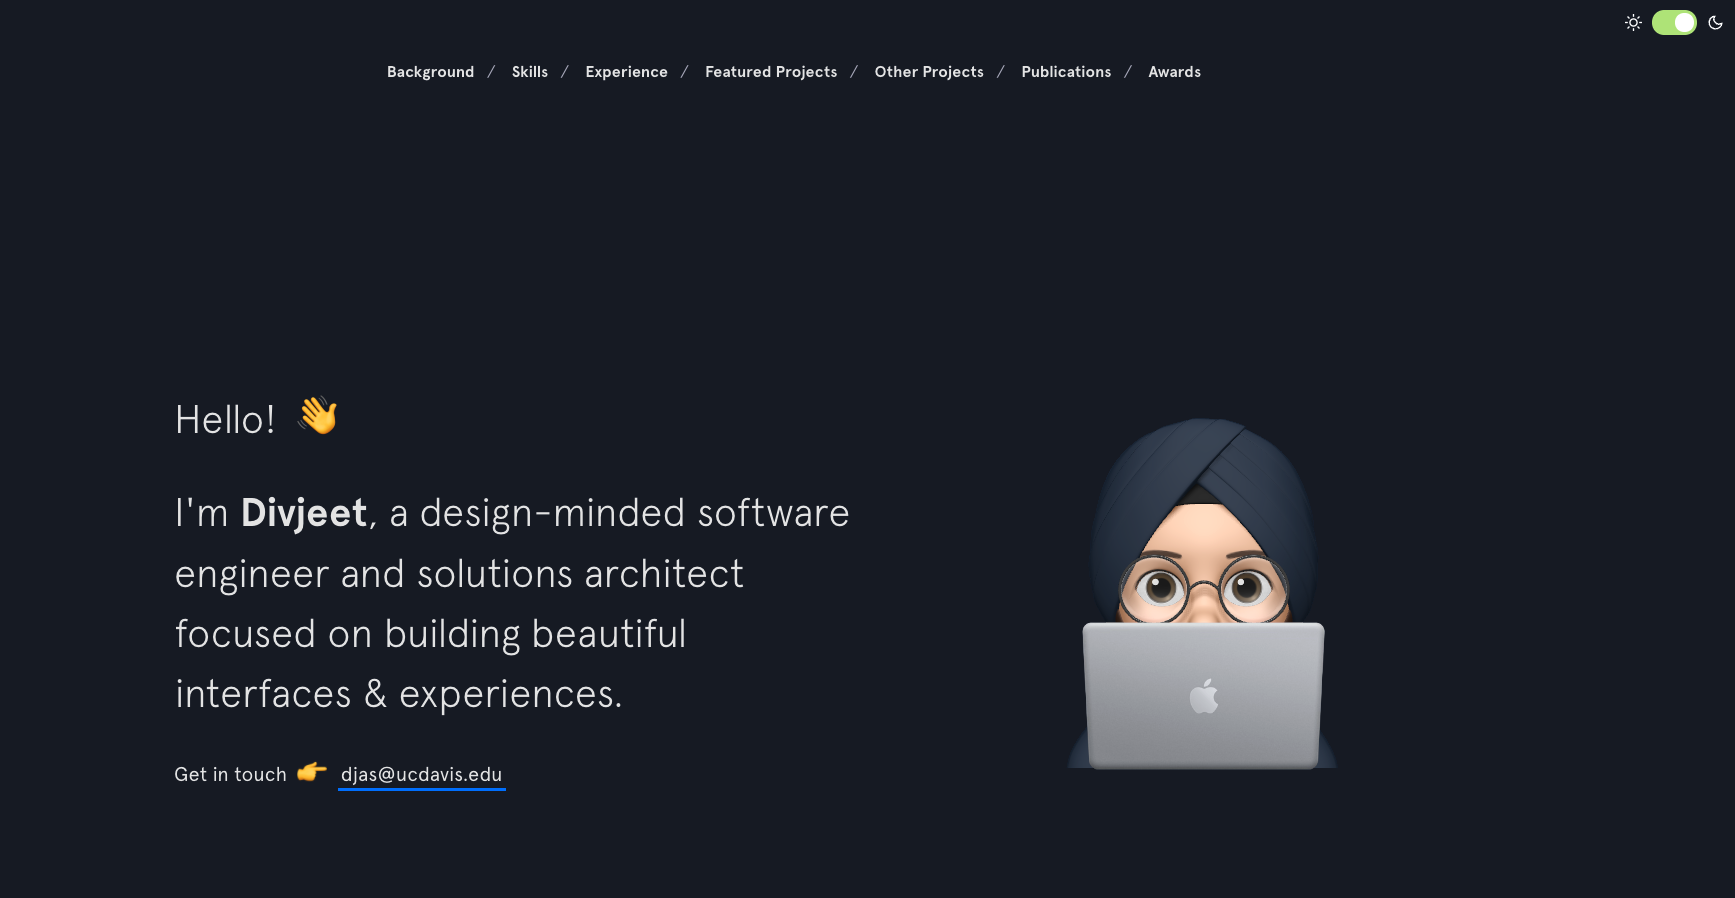 Background / Skills / Experience / Featured Projects / Other Projects / Publications / Awards
Hello! 👋
I'm Divjeet, a design-minded software
engineer and solutions architect
focused on building beautiful
interfaces & experiences.
Get in touch 👉 djas@ucdavis.edu